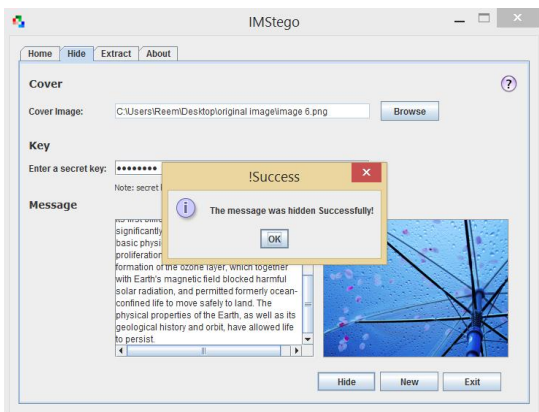 IMStego
Home Hide Extract About
Cover
?
Cover Image: C:\Users\Reem\Desktop\original image\image 6.png Browse
Key
Enter a secret key: ••••••••
!Success
Note: secret
The message was hidden Successfully!
Message
OK
significantly
basic physi
proliferation
formation of the ozone layer, which together
with Earth's magnetic field blocked harmful
solar radiation, and permitted formerly ocean-
confined life to move safely to land. The
physical properties of the Earth, as well as its
geological history and orbit, have allowed life
to persist.
Hide New Exit